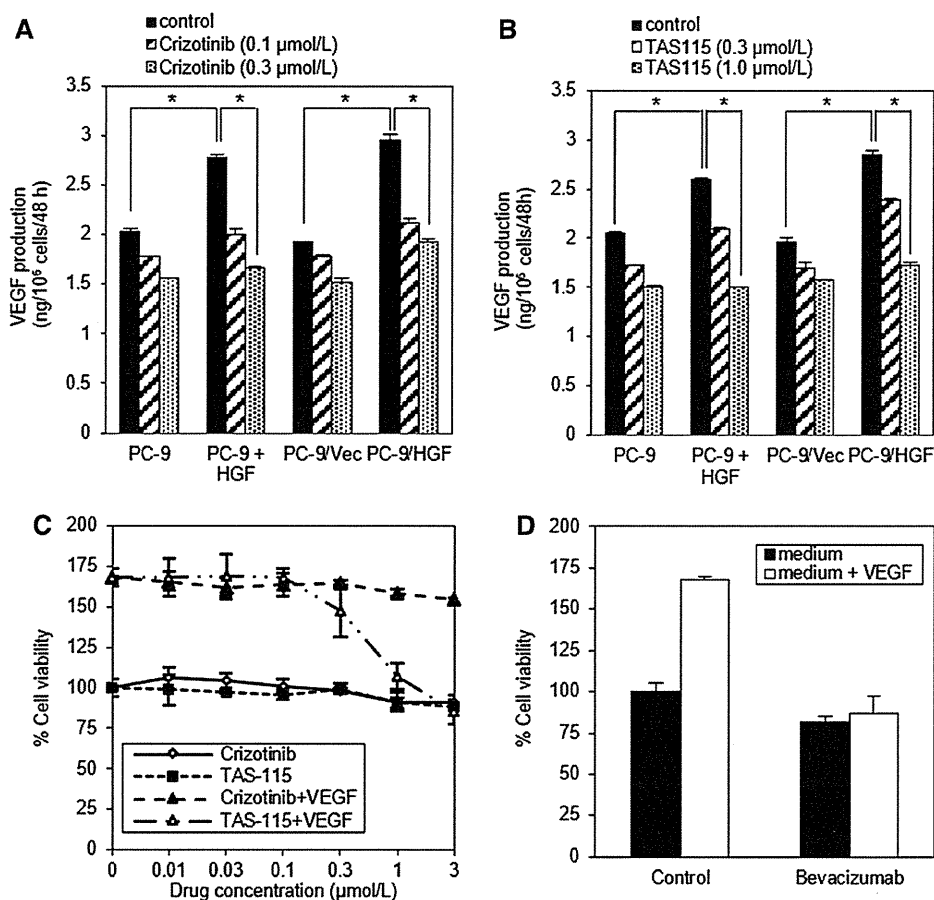 A
control
Crizotinib (0.1 µmol/L)
Crizotinib (0.3 µmol/L)
VEGF production
(ng/10⁶ cells/48 h)
3.5
3
2.5
2
1.5
1
0.5
0
*
*
*
*
PC-9
PC-9 +
HGF
PC-9/Vec
PC-9/HGF
B
control
TAS115 (0.3 µmol/L)
TAS115 (1.0 µmol/L)
VEGF production
(ng/10⁶ cells/48h)
3.5
3
2.5
2
1.5
1
0.5
0
*
*
*
*
PC-9
PC-9 +
HGF
PC-9/Vec
PC-9/HGF
C
% Cell viability
200
175
150
125
100
75
50
25
0
Crizotinib
TAS-115
Crizotinib+VEGF
TAS-115+VEGF
0
0.01
0.03
0.1
0.3
1
3
Drug concentration (µmol/L)
D
% Cell viability
200
175
150
125
100
75
50
25
0
medium
medium + VEGF
Control
Bevacizumab